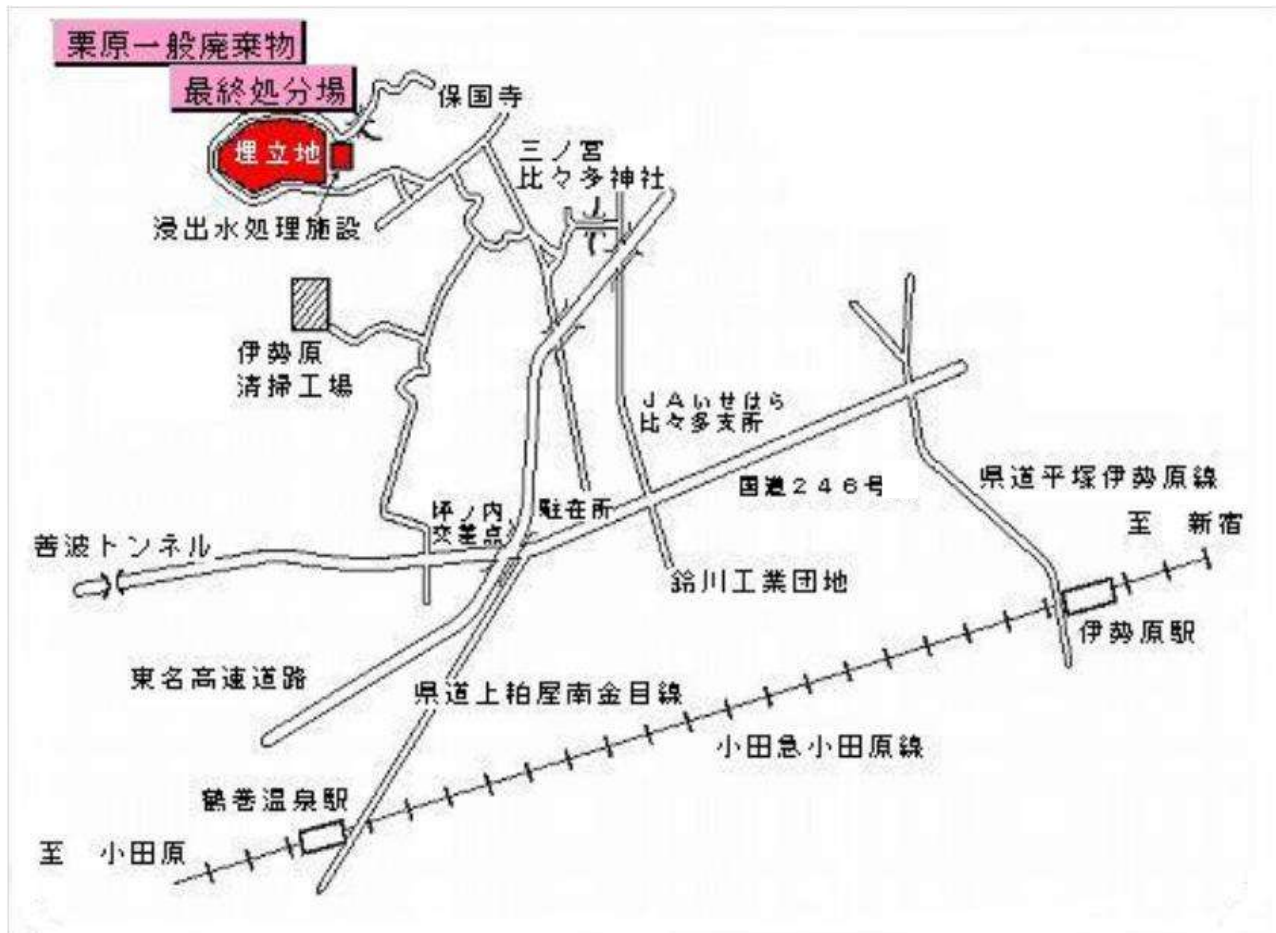 栗原一般廃棄物
最終処分場
保国寺
埋立地
三ノ宮
比々多神社
浸出水処理施設
伊勢原
清掃工場
JAいせはら
比々多支所
国道246号
県道平塚伊勢原線
坪ノ内
交差点
駐在所
至 新宿
善波トンネル
鈴川工業団地
伊勢原駅
東名高速道路
県道上粕屋南金目線
小田急小田原線
鶴巻温泉駅
至 小田原